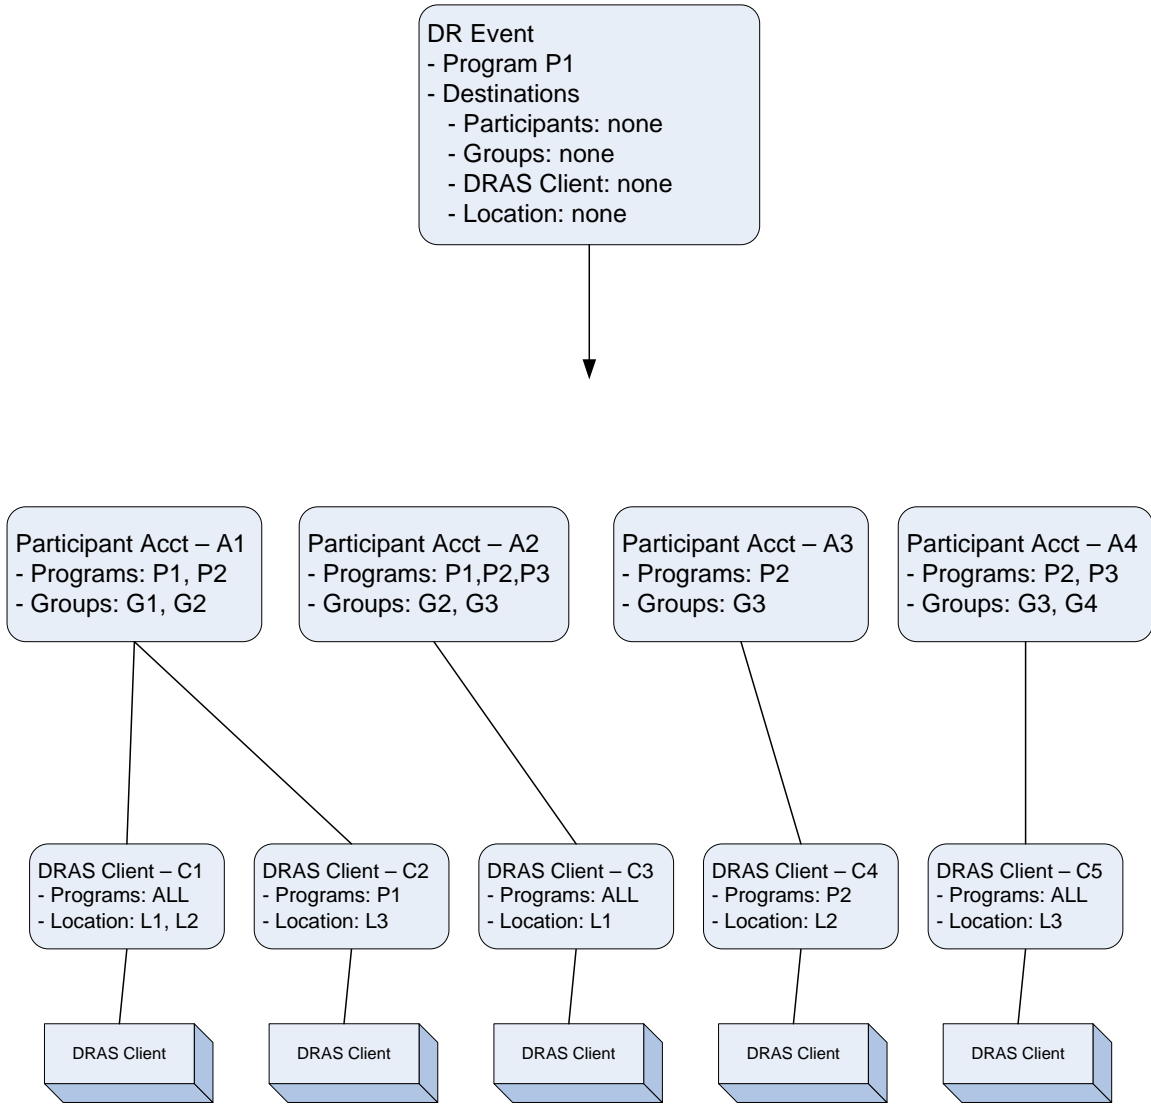 DR Event
- Program P1
- Destinations
- Participants: none
- Groups: none
- DRAS Client: none
- Location: none
Participant Acct – A1
- Programs: P1, P2
- Groups: G1, G2
Participant Acct – A2
- Programs: P1,P2,P3
- Groups: G2, G3
Participant Acct – A3
- Programs: P2
- Groups: G3
Participant Acct – A4
- Programs: P2, P3
- Groups: G3, G4
DRAS Client – C1
- Programs: ALL
- Location: L1, L2
DRAS Client – C2
- Programs: P1
- Location: L3
DRAS Client – C3
- Programs: ALL
- Location: L1
DRAS Client – C4
- Programs: P2
- Location: L2
DRAS Client – C5
- Programs: ALL
- Location: L3
DRAS Client
DRAS Client
DRAS Client
DRAS Client
DRAS Client